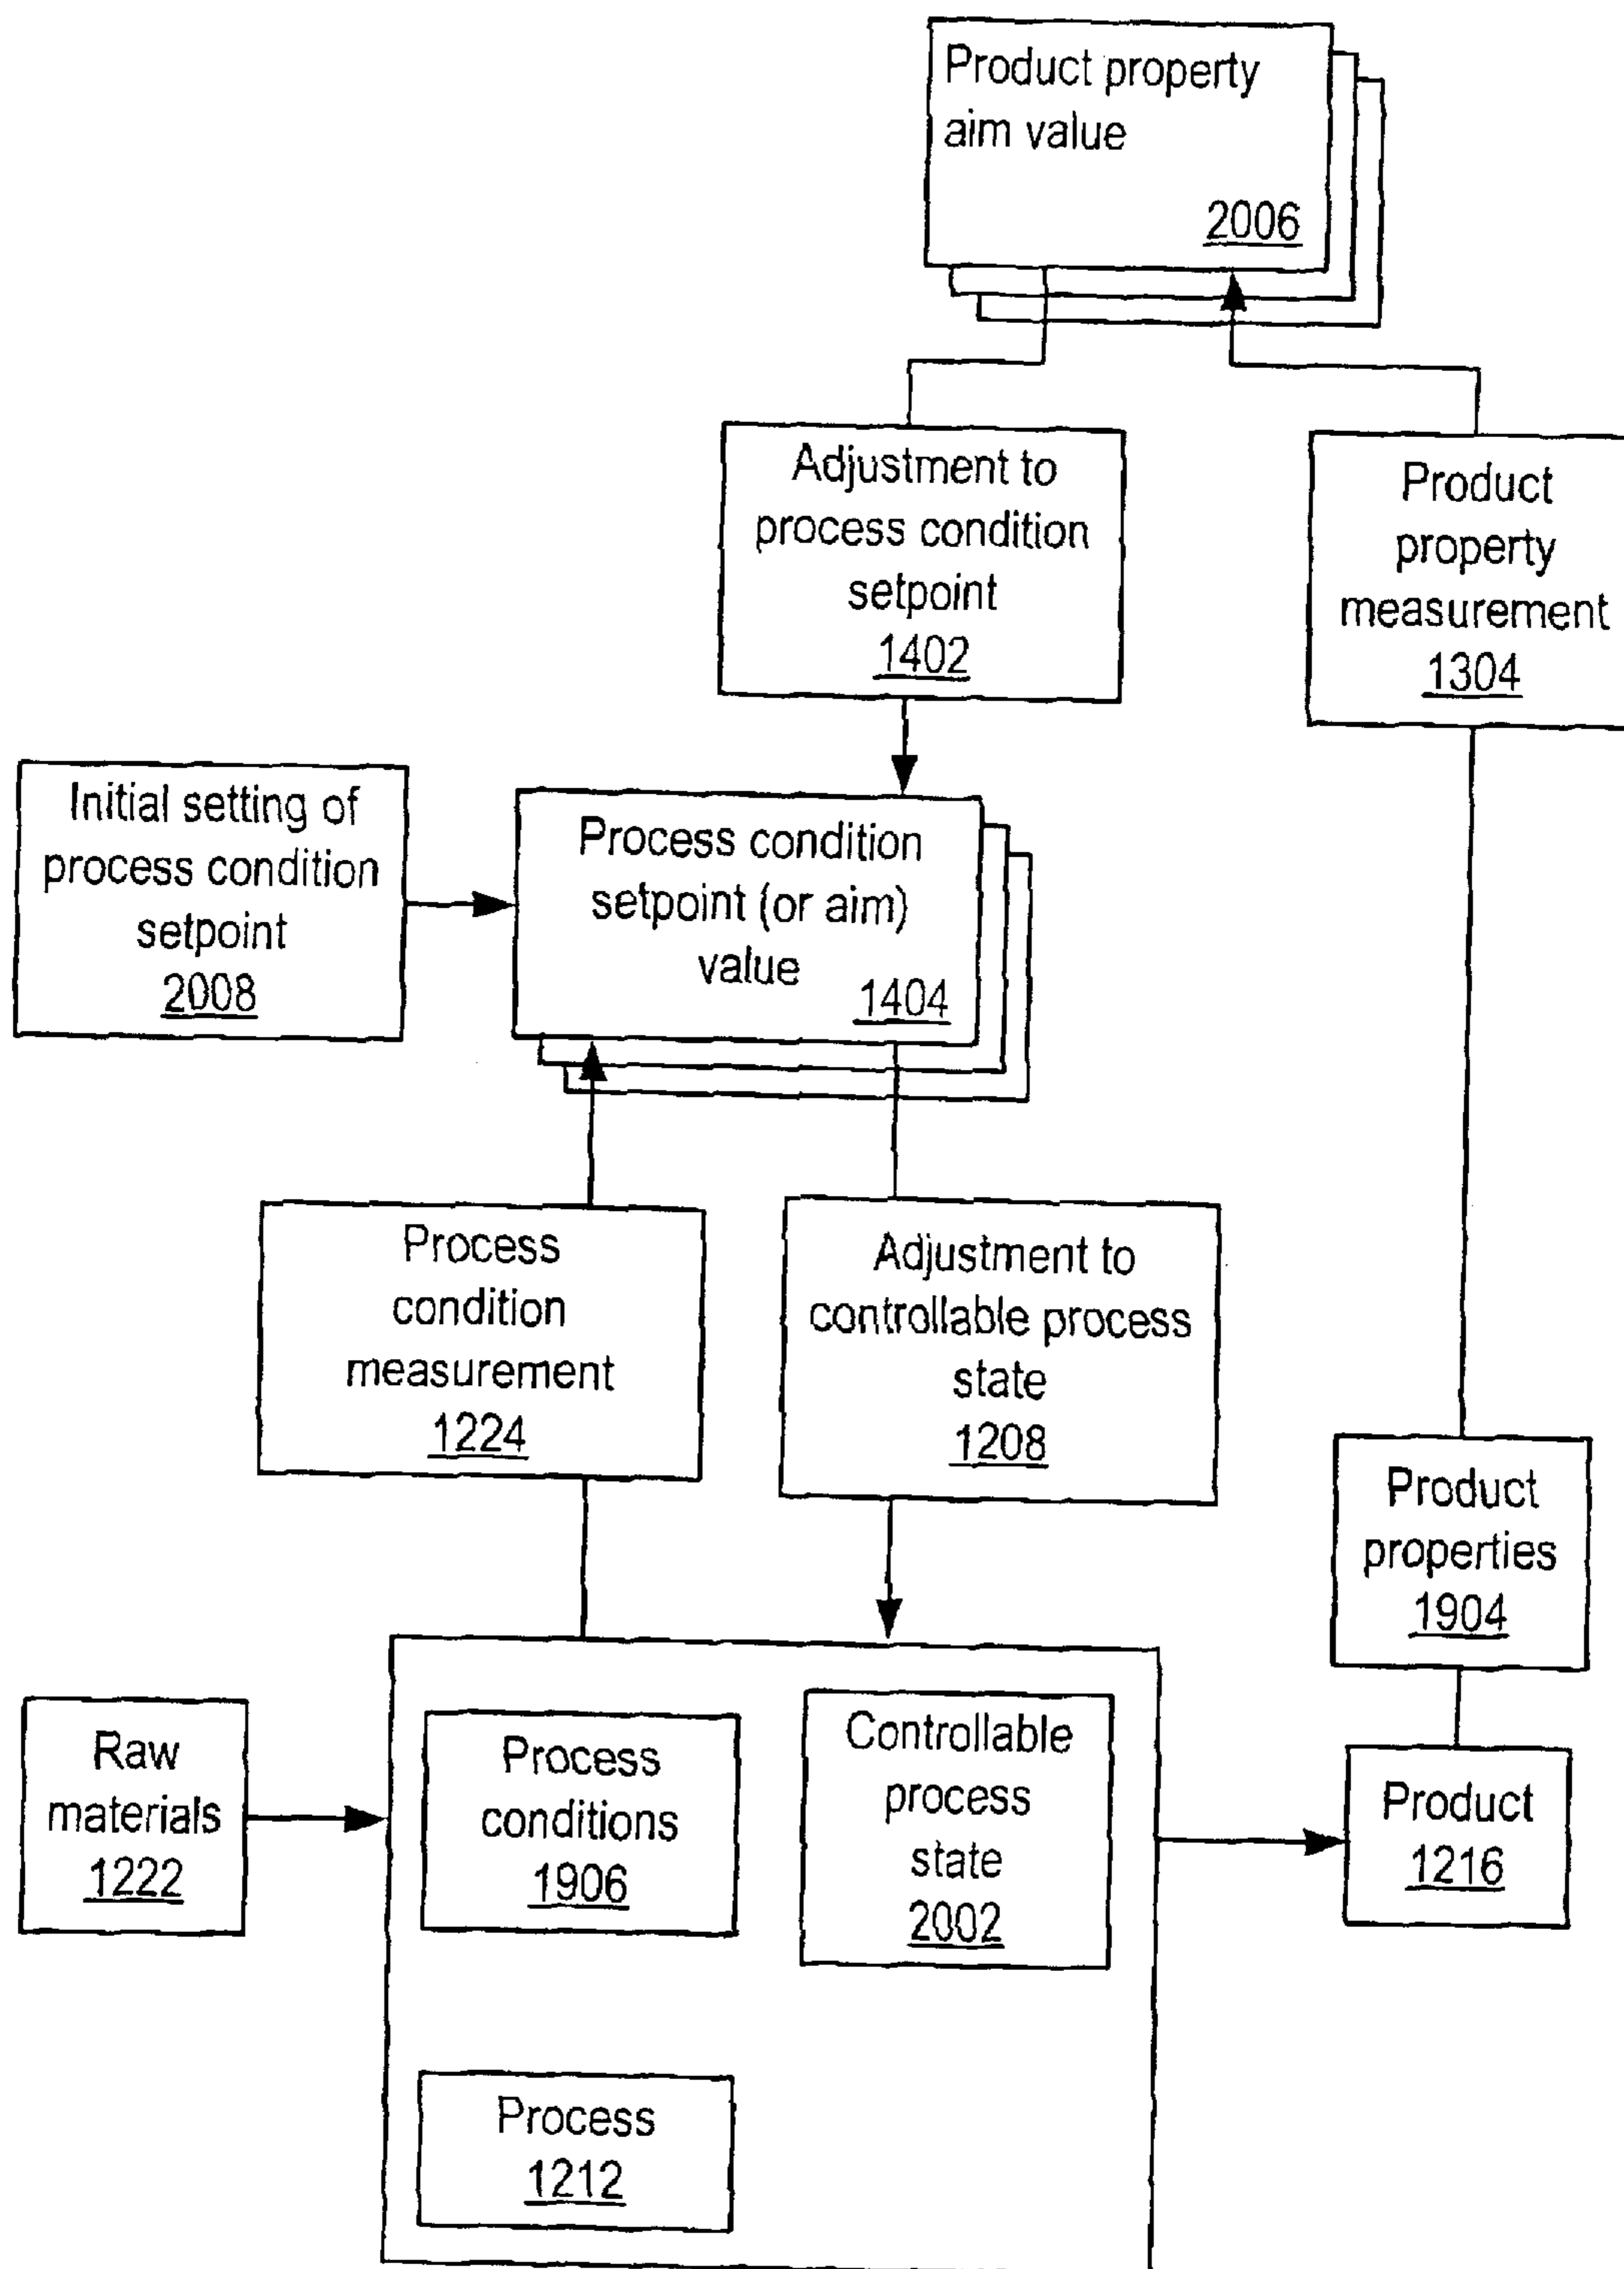 Product property
aim value
2006
Adjustment to
process condition
setpoint
1402
Product
property
measurement
1304
Initial setting of
process condition
setpoint
2008
Process condition
setpoint (or aim)
value
1404
Process
condition
measurement
1224
Adjustment to
controllable process
state
1208
Product
properties
1904
Raw
materials
1222
Process
conditions
1906
Controllable
process
state
2002
Product
1216
Process
1212